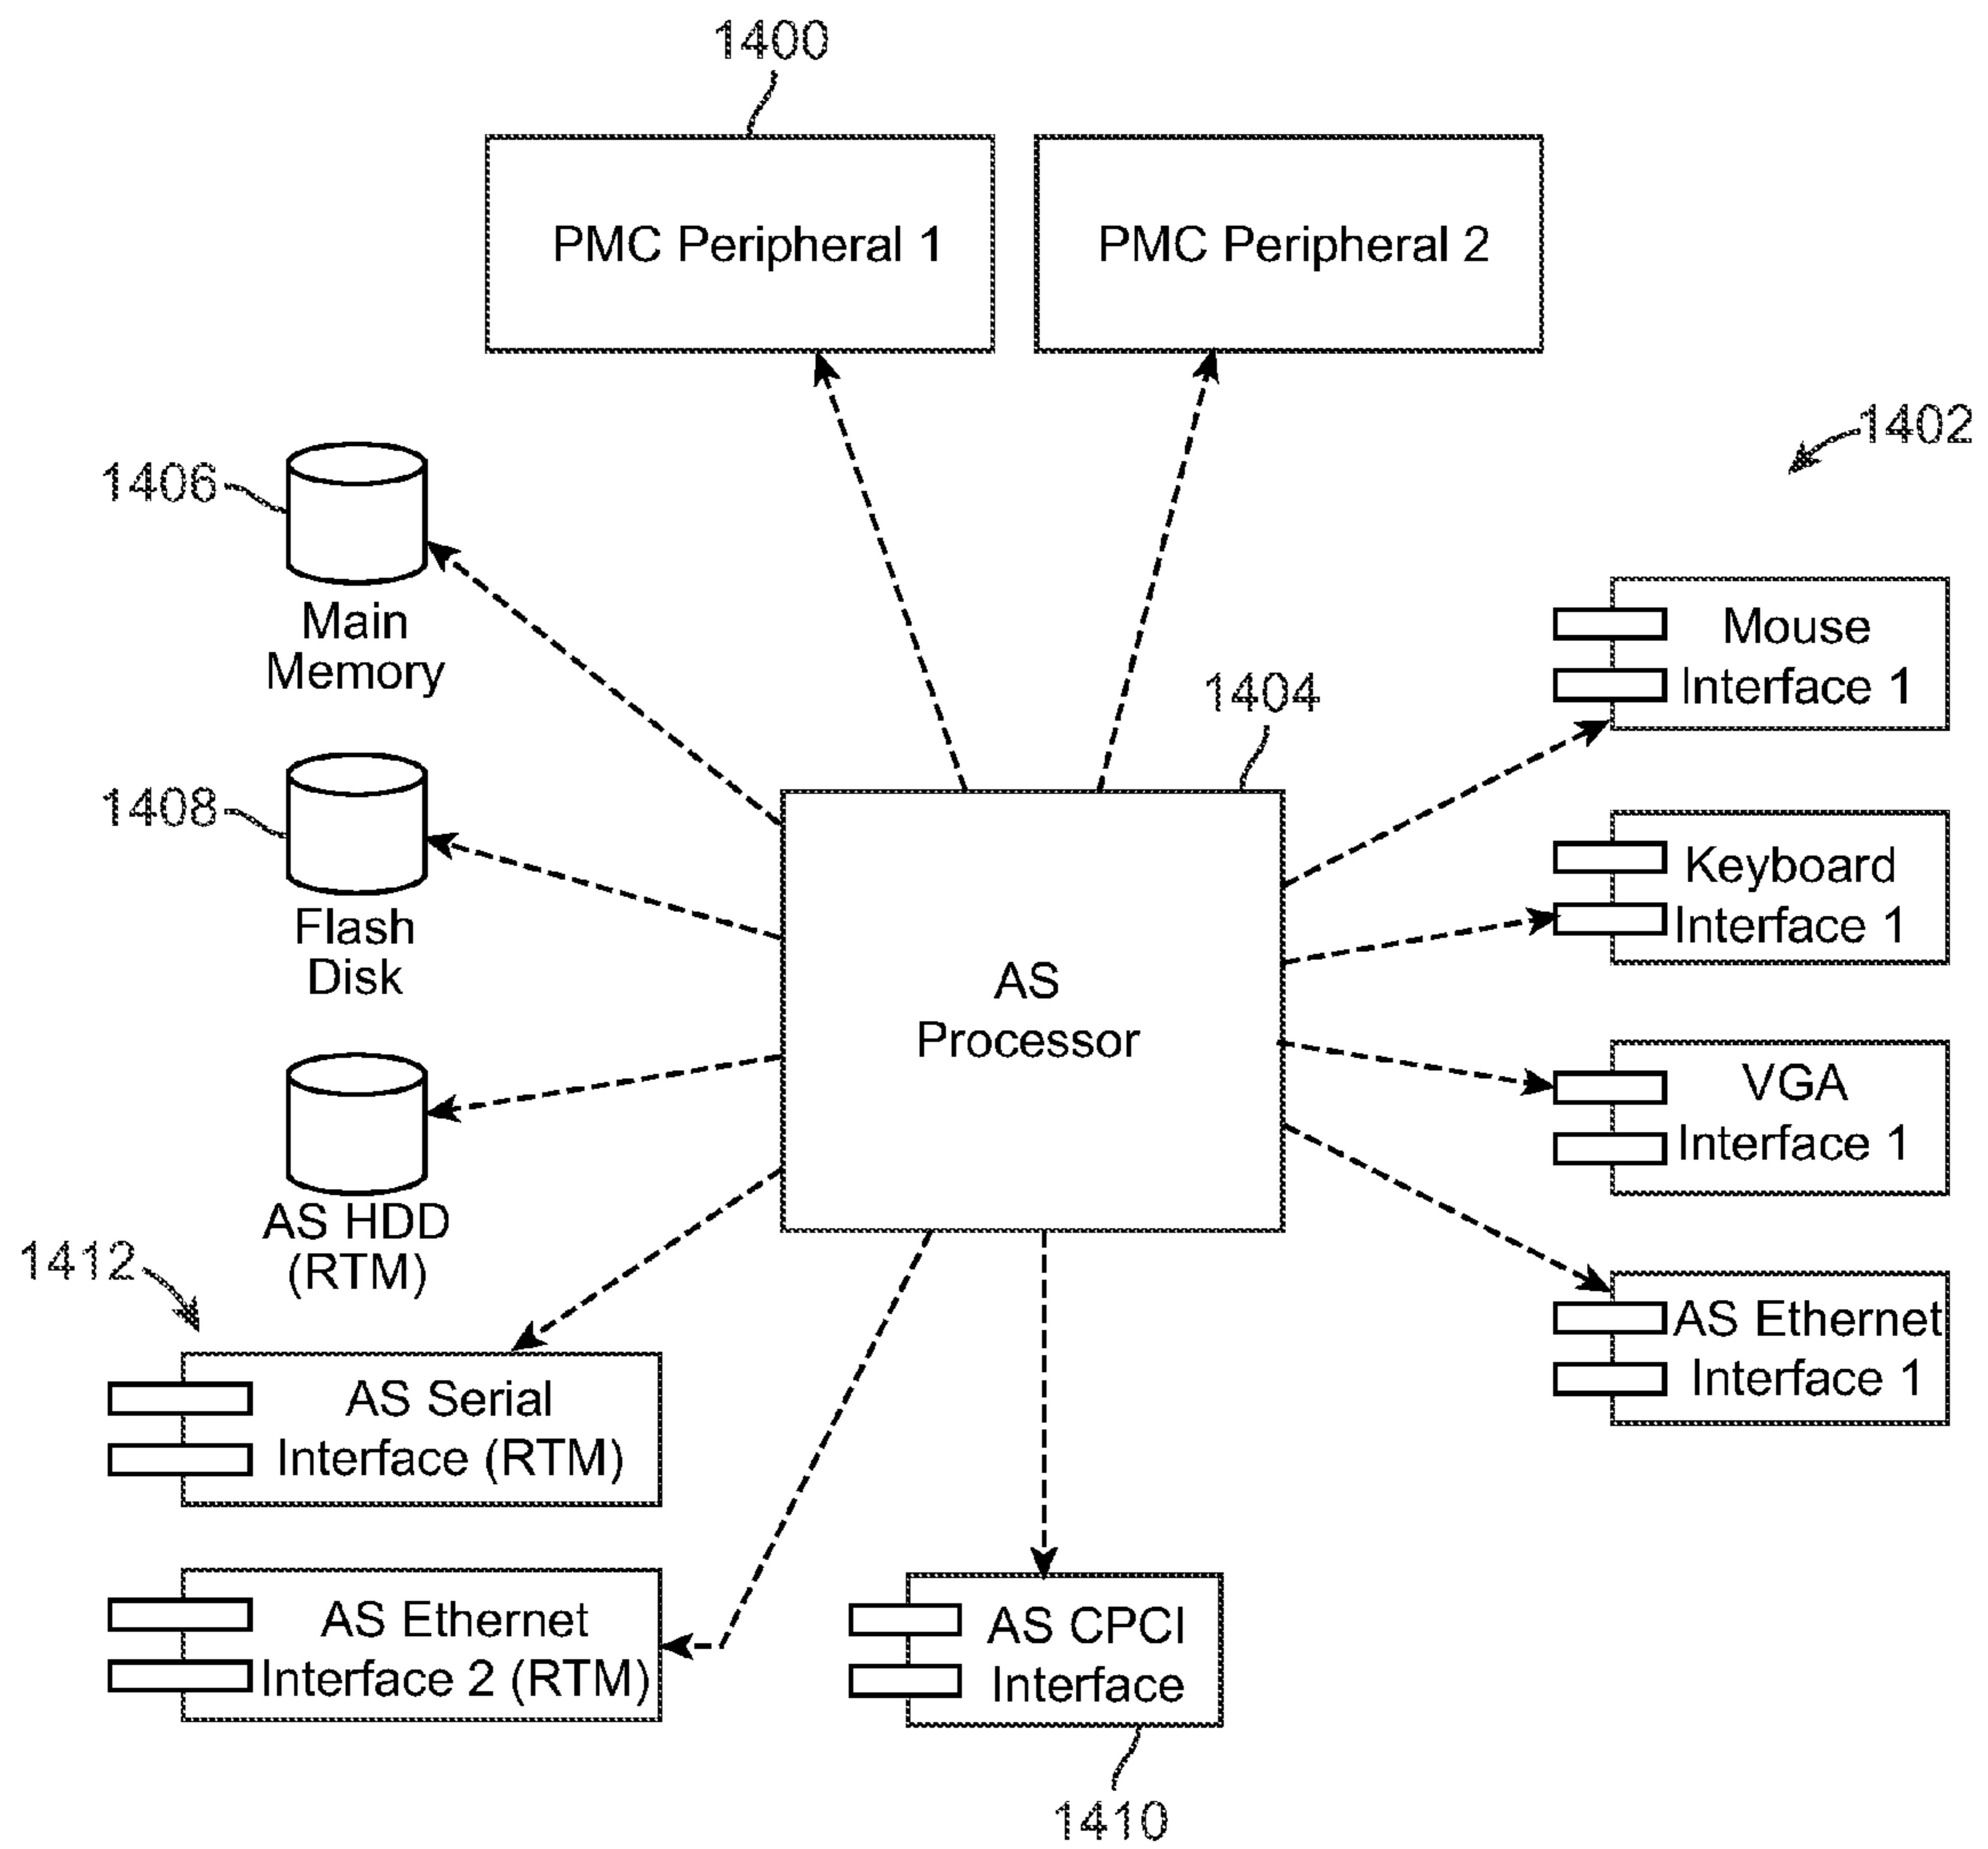 1400
PMC Peripheral 1
PMC Peripheral 2
1402
1406
Main
Memory
1404
Mouse
Interface 1
1408
Flash
Disk
Keyboard
Interface 1
AS
Processor
VGA
Interface 1
AS HDD
(RTM)
1412
AS Ethernet
Interface 1
AS Serial
Interface (RTM)
AS Ethernet
Interface 2 (RTM)
AS CPCI
Interface
1410